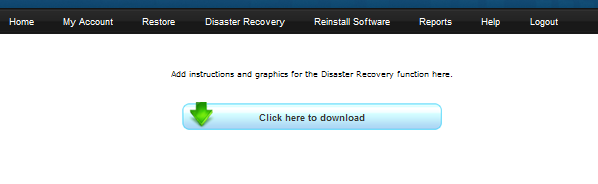 Home My Account Restore Disaster Recovery Reinstall Software Reports Help Logout
Add instructions and graphics for the Disaster Recovery function here.
Click here to download